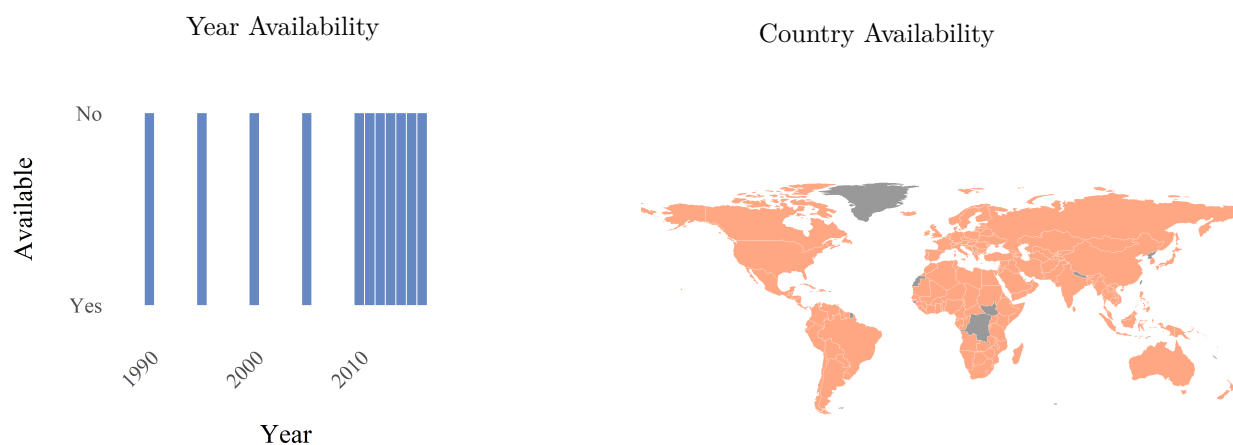 Year Availability
Available
No
Yes
1990
2000
2010
Year
Country Availability